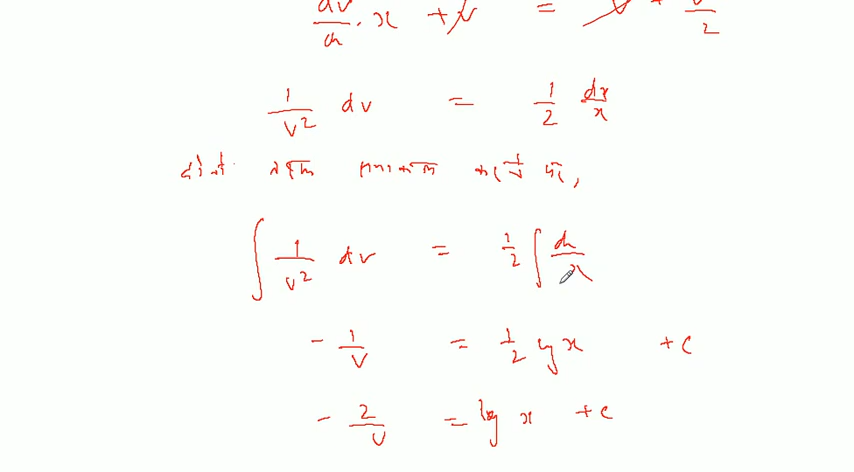 dv/dx · x + v = v + v²/2
1/v² dv = 1/2 dx/x
∫ 1/v² dv = 1/2 ∫ dx/x
- 1/v = 1/2 log x + c
- 2/v = log x + c